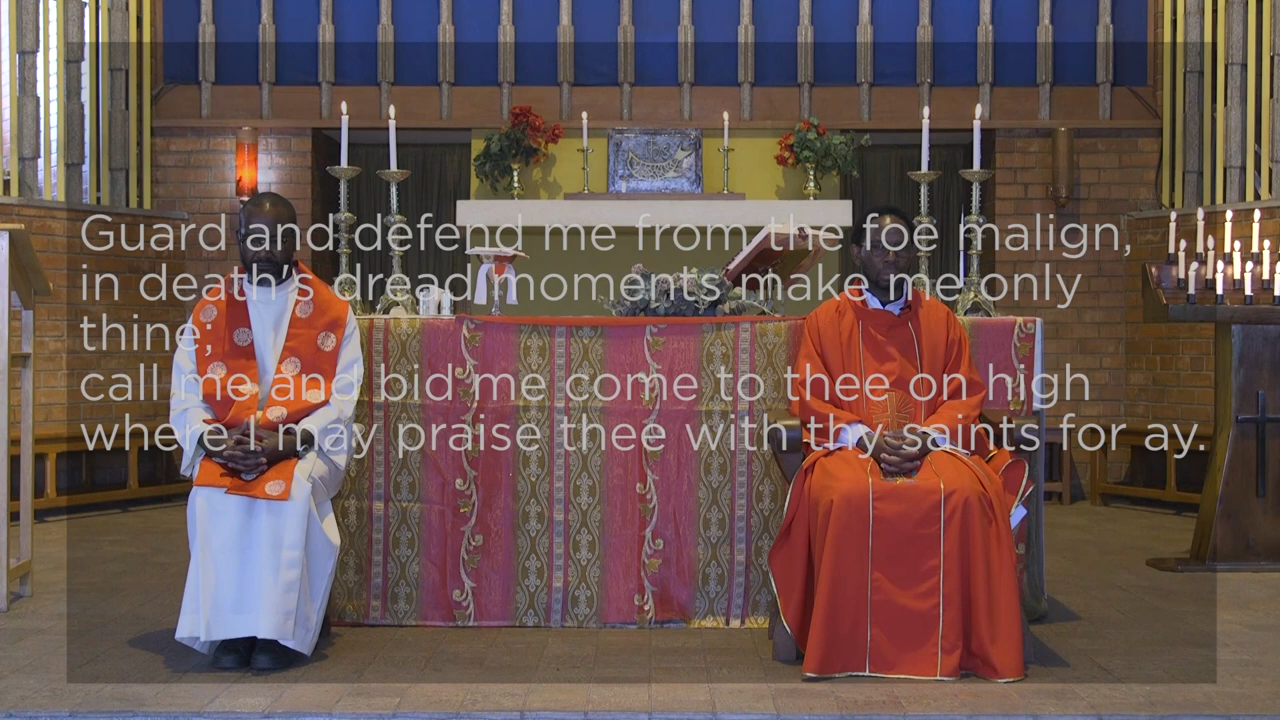 Guard and defend me from the foe malign,
in death's dread moments make me only
thine;
call me and bid me come to thee on high
where I may praise thee with thy saints for ay.